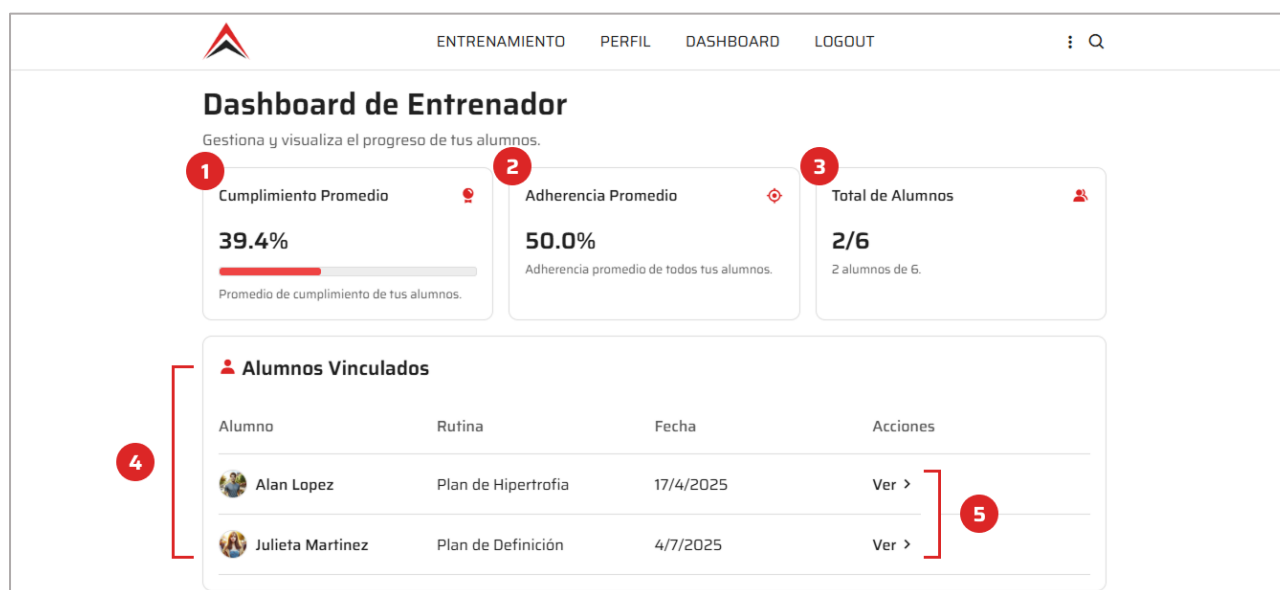 ENTRENAMIENTO PERFIL DASHBOARD LOGOUT
Dashboard de Entrenador
Gestiona y visualiza el progreso de tus alumnos.
1 2 3
Cumplimiento Promedio Adherencia Promedio Total de Alumnos
39.4% 50.0% 2/6
Adherencia promedio de todos tus alumnos. 2 alumnos de 6.
Promedio de cumplimiento de tus alumnos.
Alumnos Vinculados
Alumno Rutina Fecha Acciones
4
Alan Lopez Plan de Hipertrofia 17/4/2025 Ver >
5
Julieta Martinez Plan de Definición 4/7/2025 Ver >